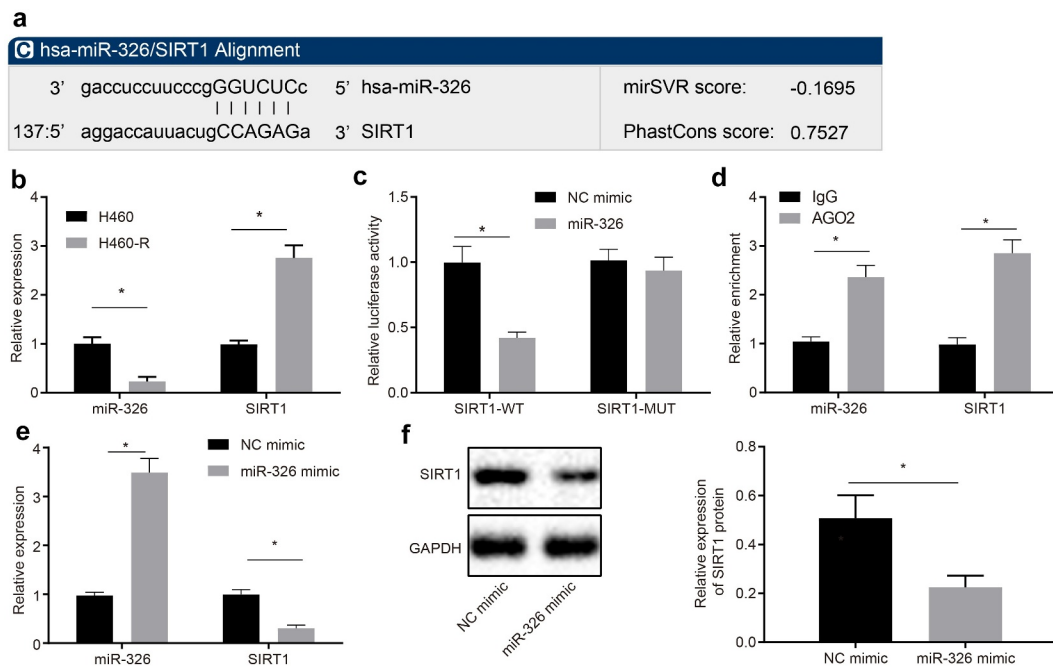 a
C hsa-miR-326/SIRT1 Alignment
3’ gaccuccuucccgGGUCUCc 5’ hsa-miR-326
| | | | | |
137:5’ aggaccauuacugCCAGAGa 3’ SIRT1
mirSVR score: -0.1695
PhastCons score: 0.7527
b
Relative expression
4
3
2
1
0
H460
H460-R
*
*
miR-326
SIRT1
c
Relative luciferase activity
1.5
1.0
0.5
0.0
NC mimic
miR-326
*
SIRT1-WT
SIRT1-MUT
d
Relative enrichment
4
3
2
1
0
IgG
AGO2
*
*
miR-326
SIRT1
e
Relative expression
4
3
2
1
0
NC mimic
miR-326 mimic
*
*
miR-326
SIRT1
f
SIRT1
GAPDH
NC mimic
miR-326 mimic
Relative expression
of SIRT1 protein
0.8
0.6
0.4
0.2
0.0
*
NC mimic
miR-326 mimic